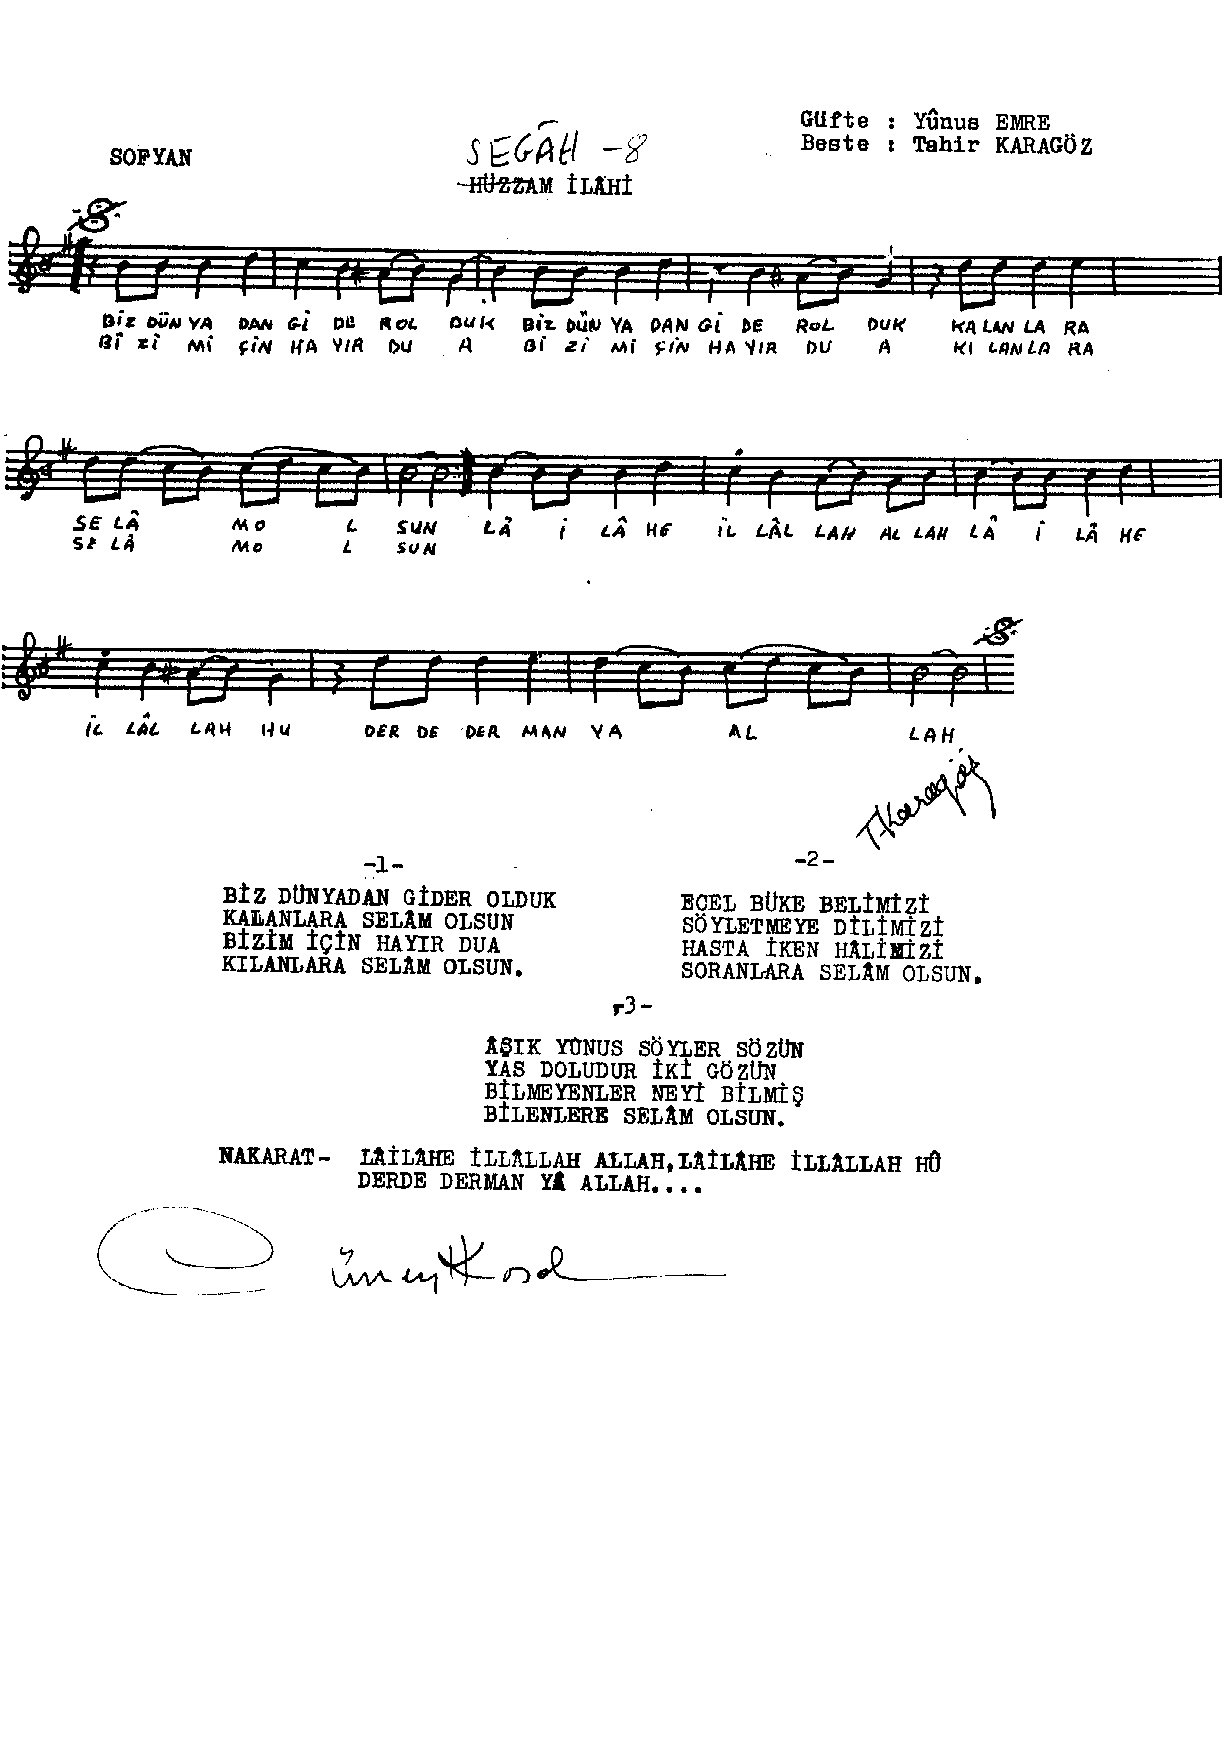 Güfte : Yûnus EMRE
SOFYAN
SEGÂH -8
Beste : Tahir KARAGÖZ
HÜZZAM İLÂHİ
BİZ DÜN YA DAN Gİ DE ROL DUK BİZ DÜN YA DAN Gİ DE ROL DUK KA LAN LA RA
Bİ Zİ Mİ ÇİN HA YIR DU A Bİ Zİ Mİ ÇİN HA YIR DU A KI LAN LA RA
SE LÂ MO L SUN LÂ İ LÂ HE İL LÂL LAH AL LAH LÂ İ LÂ HE
SE LÂ MO L SUN
İL LÂL LAH HU DER DE DER MAN YA AL LAH
T.Karagöz
-1-
BİZ DÜNYADAN GİDER OLDUK
KALANLARA SELÂM OLSUN
BİZİM İÇİN HAYIR DUA
KILANLARA SELÂM OLSUN.
-2-
ECEL BÜKE BELİMİZİ
SÖYLETMEYE DİLİMİZİ
HASTA İKEN HÂLİMİZİ
SORANLARA SELÂM OLSUN.
-3-
ÂŞIK YÛNUS SÖYLER SÖZÜN
YAS DOLUDUR İKİ GÖZÜN
BİLMEYENLER NEYİ BİLMİŞ
BİLENLERE SELÂM OLSUN.
NAKARAT- LÂİLÂHE İLLÂLLAH ALLAH,LÂİLÂHE İLLÂLLAH HÛ
DERDE DERMAN YÂ ALLAH....